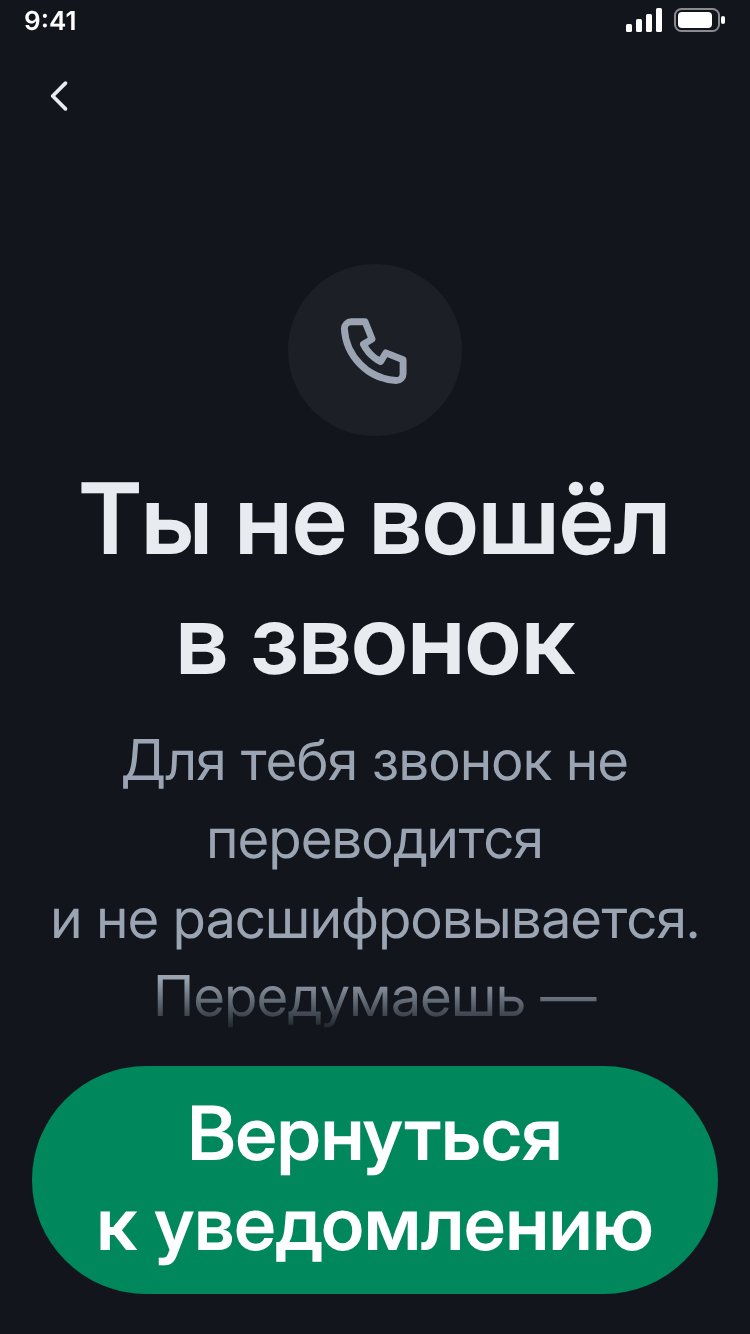 9:41
Ты не вошёл
в звонок
Для тебя звонок не
переводится
и не расшифровывается.
Передумаешь —
Вернуться
к уведомлению